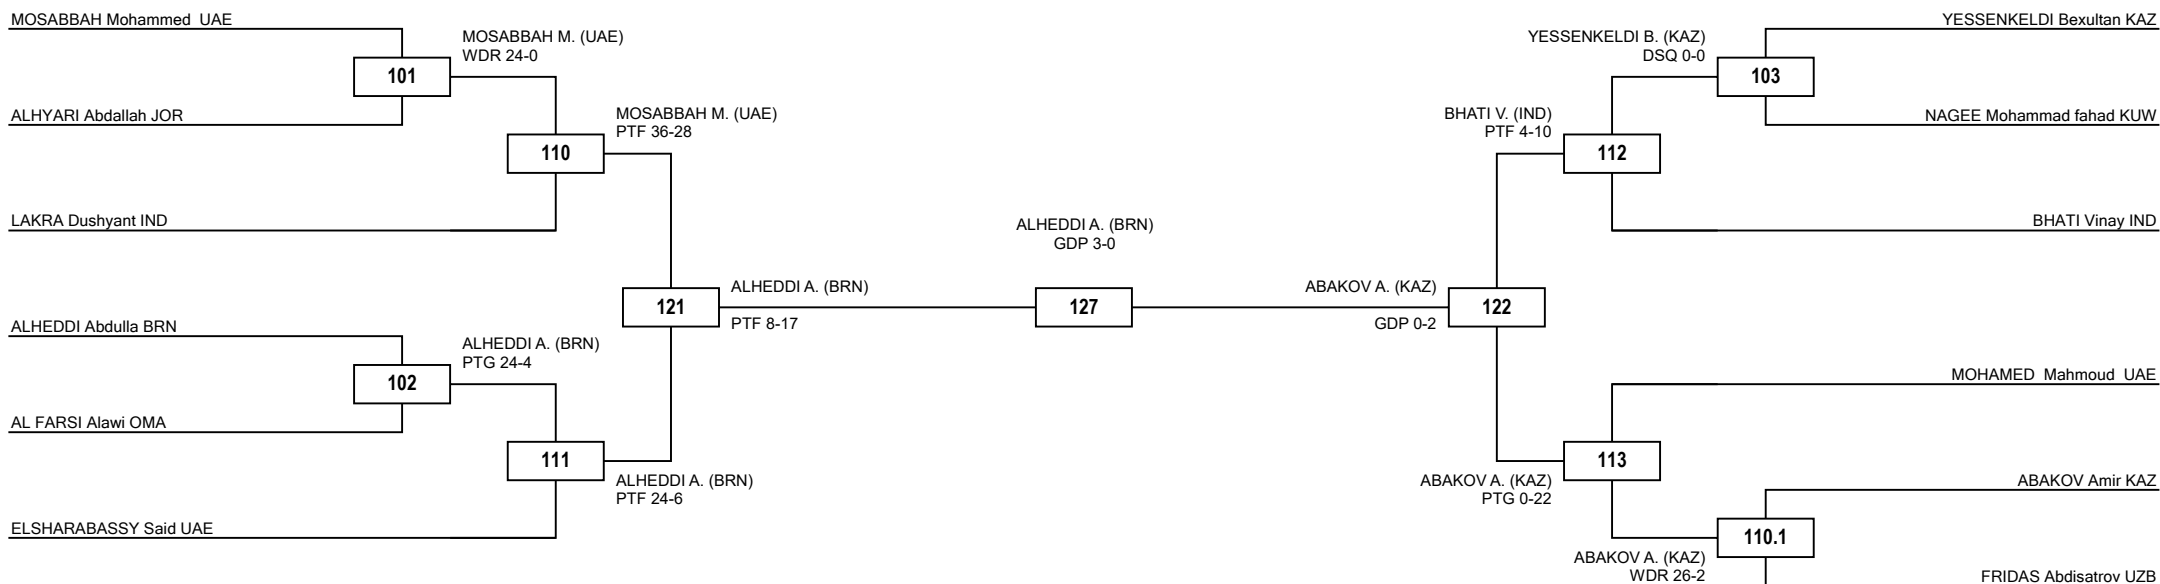 MOSABBAH Mohammed  UAE
MOSABBAH M. (UAE)
WDR 24-0
101
ALHYARI Abdallah JOR
MOSABBAH M. (UAE)
PTF 36-28
110
LAKRA Dushyant IND
121
ALHEDDI A. (BRN)
PTF 8-17
ALHEDDI Abdulla BRN
ALHEDDI A. (BRN)
PTG 24-4
102
AL FARSI Alawi OMA
111
ALHEDDI A. (BRN)
PTF 24-6
ELSHARABASSY Said UAE
ALHEDDI A. (BRN)
GDP 3-0
127
YESSENKELDI Bexultan KAZ
YESSENKELDI B. (KAZ)
DSQ 0-0
103
NAGEE Mohammad fahad KUW
BHATI V. (IND)
PTF 4-10
112
BHATI Vinay IND
ABAKOV A. (KAZ)
GDP 0-2
122
MOHAMED  Mahmoud  UAE
113
ABAKOV A. (KAZ)
PTG 0-22
ABAKOV Amir KAZ
110.1
ABAKOV A. (KAZ)
WDR 26-2
FRIDAS Abdisatrov UZB